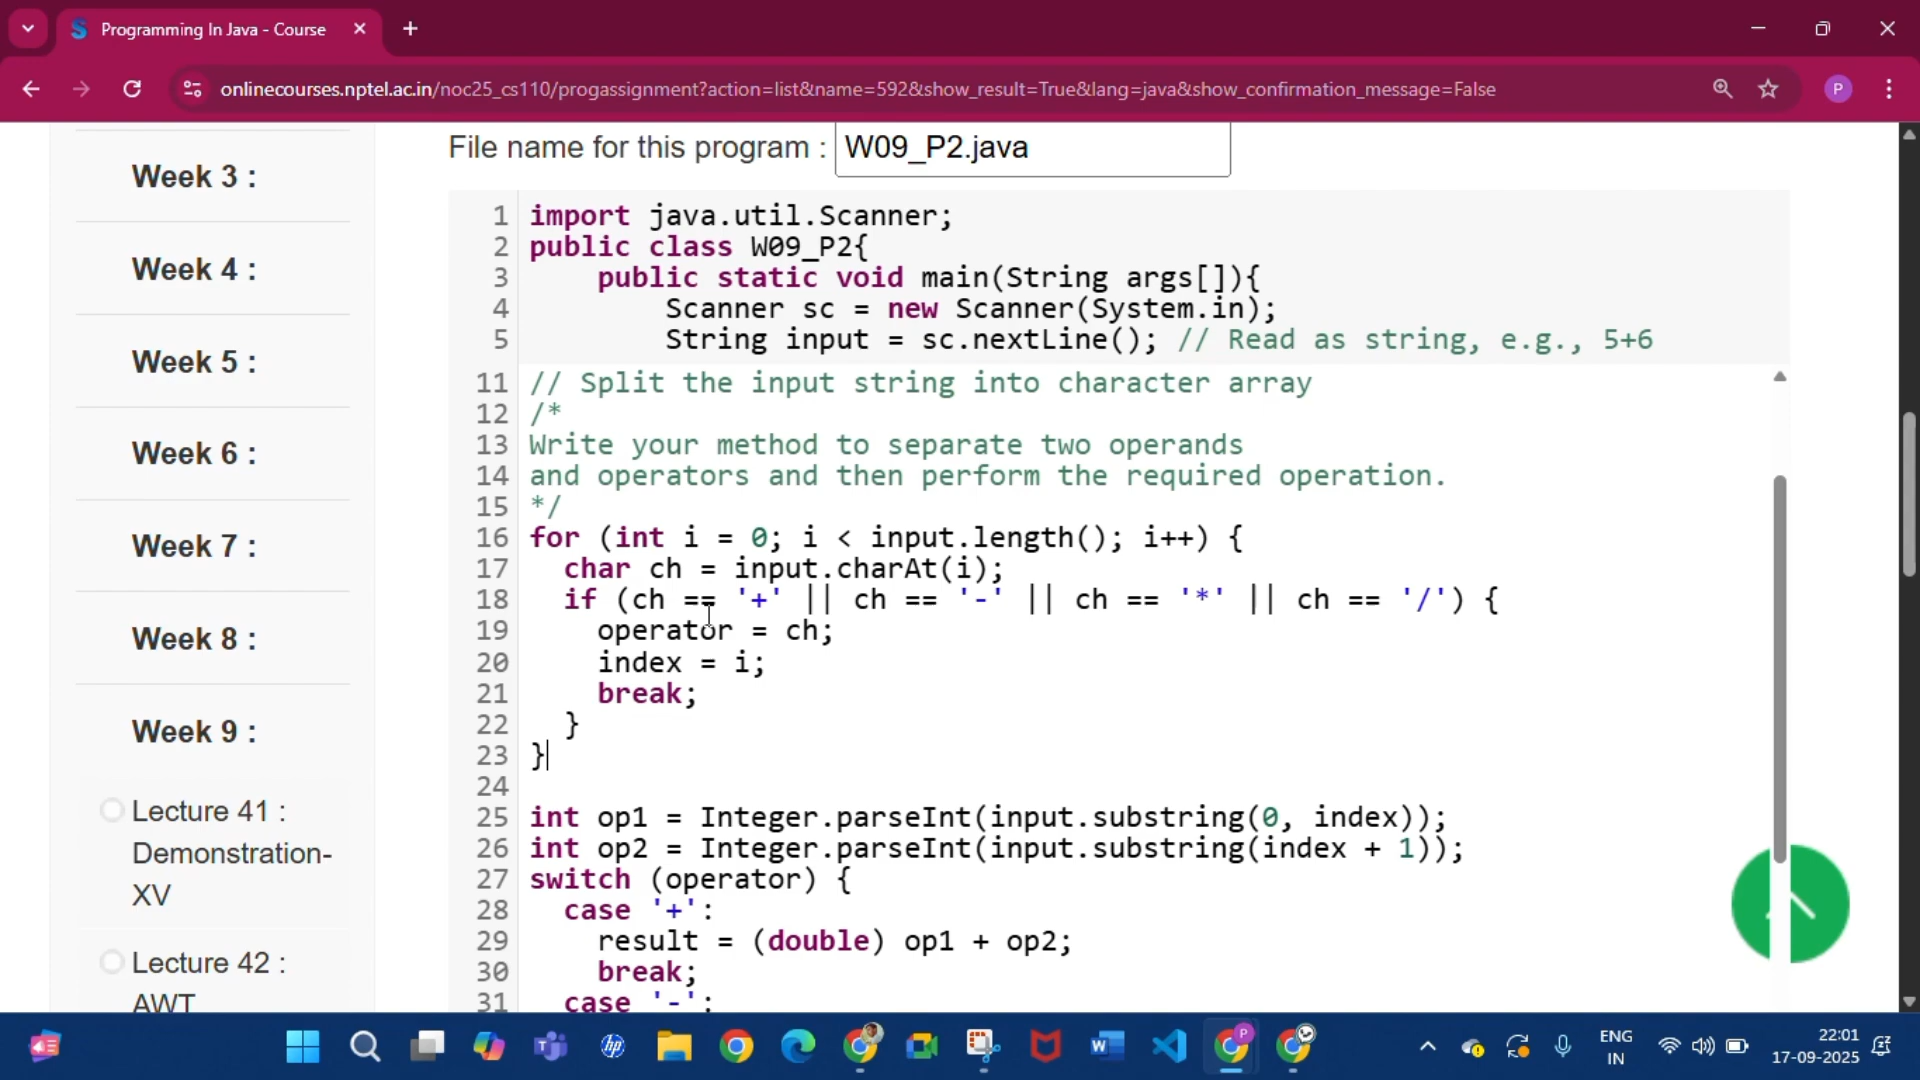 Programming In Java - Course
onlinecourses.nptel.ac.in/noc25_cs110/progassignment?action=list&name=592&show_result=True&lang=java&show_confirmation_message=False
P
Week 3 :
Week 4 :
Week 5 :
Week 6 :
Week 7 :
Week 8 :
Week 9 :
Lecture 41 :
Demonstration-
XV
Lecture 42 :
AWT
File name for this program : W09_P2.java
1 import java.util.Scanner;
2 public class W09_P2{
3 public static void main(String args[]){
4 Scanner sc = new Scanner(System.in);
5 String input = sc.nextLine(); // Read as string, e.g., 5+6
11 // Split the input string into character array
12 /*
13 Write your method to separate two operands
14 and operators and then perform the required operation.
15 */
16 for (int i = 0; i < input.length(); i++) {
17 char ch = input.charAt(i);
18 if (ch == '+' || ch == '-' || ch == '*' || ch == '/') {
19 operator = ch;
20 index = i;
21 break;
22 }
23 }
24
25 int op1 = Integer.parseInt(input.substring(0, index));
26 int op2 = Integer.parseInt(input.substring(index + 1));
27 switch (operator) {
28 case '+':
29 result = (double) op1 + op2;
30 break;
31 case '-':
hp
W
P
ENG
IN
22:01
17-09-2025